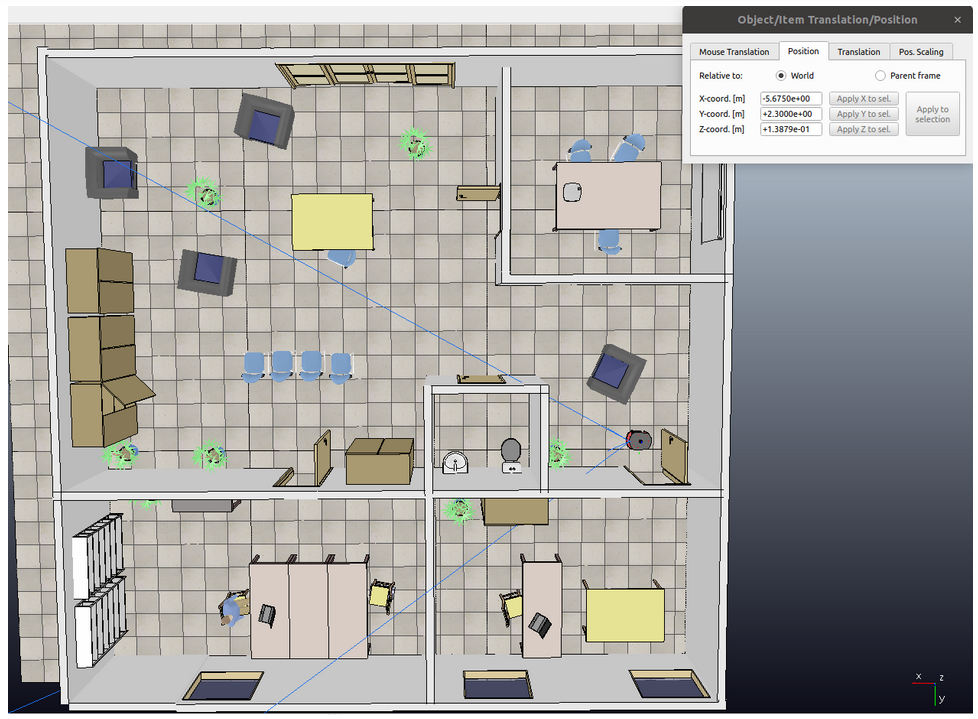 Object/Item Translation/Position
×
Mouse Translation Position Translation Pos. Scaling
Relative to: World Parent frame
X-coord. [m] -5.6750e+00 Apply X to sel.
Y-coord. [m] +2.3000e+00 Apply Y to sel.
Z-coord. [m] +1.3879e-01 Apply Z to sel.
Apply to
selection
x z
y